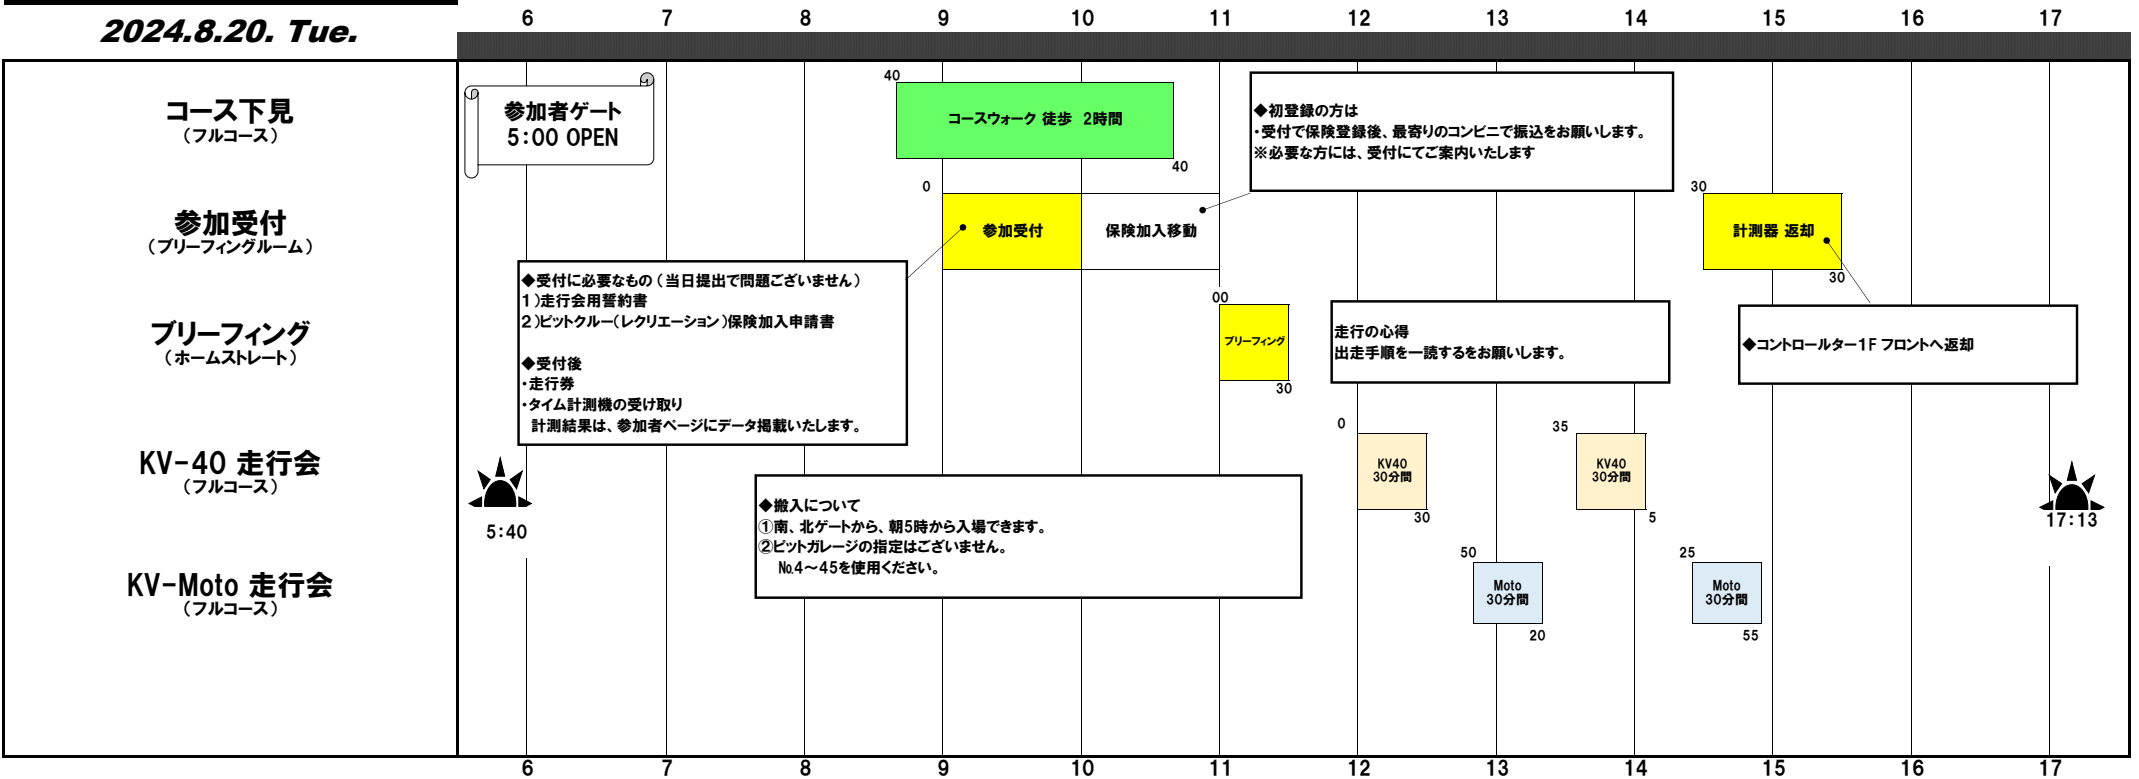 2024.8.20. Tue.
6 7 8 9 10 11 12 13 14 15 16 17
コース下見
（フルコース）
参加者ゲート
5:00 OPEN
40
コースウォーク 徒歩 2時間
40
◆初登録の方は
・受付で保険登録後、最寄りのコンビニで振込をお願いします。
※必要な方には、受付にてご案内いたします
参加受付
（ブリーフィングルーム）
0
参加受付
保険加入移動
30
計測器 返却
30
◆受付に必要なもの（当日提出で問題ございません）
1）走行会用誓約書
2）ピットクルー（レクリエーション）保険加入申請書
◆受付後
・走行券
・タイム計測機の受け取り
計測結果は、参加者ページにデータ掲載いたします。
ブリーフィング
（ホームストレート）
00
ブリーフィング
30
走行の心得
出走手順を一読するをお願いします。
◆コントロールター1F フロントへ返却
KV-40 走行会
（フルコース）
5:40
0
KV40
30分間
30
35
KV40
30分間
5
17:13
◆搬入について
①南、北ゲートから、朝5時から入場できます。
②ピットガレージの指定はございません。
№4～45を使用ください。
KV-Moto 走行会
（フルコース）
50
Moto
30分間
20
25
Moto
30分間
55
6 7 8 9 10 11 12 13 14 15 16 17